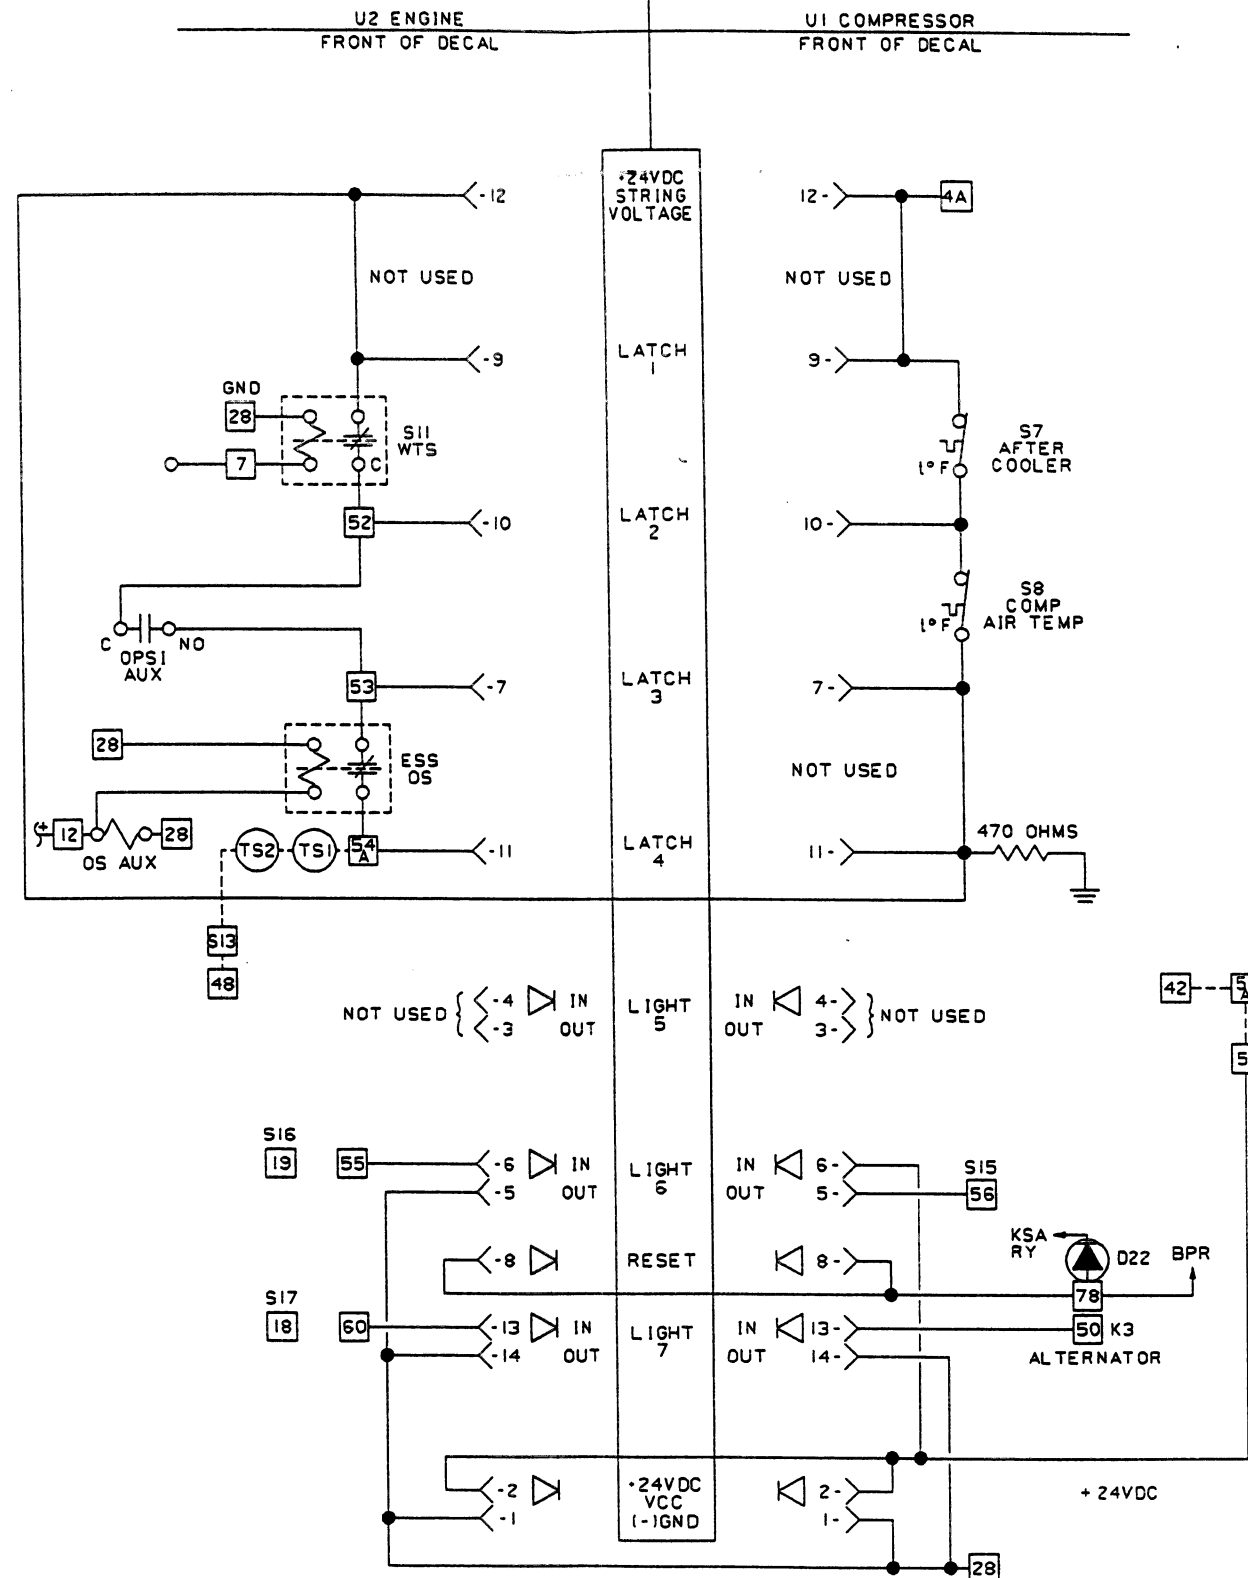 U2 ENGINE
FRONT OF DECAL
U1 COMPRESSOR
FRONT OF DECAL
+24VDC
STRING
VOLTAGE
-12
12-
4A
NOT USED
NOT USED
-9
LATCH
1
9-
GND
28
7
C
S11
WTS
S7
AFTER
COOLER
t°F
52
-10
LATCH
2
10-
S8
COMP
AIR TEMP
t°F
C
NO
OPS1
AUX
53
-7
LATCH
3
7-
28
ESS
OS
NOT USED
+
12
28
OS AUX
TS2
TS1
54
A
-11
LATCH
4
11-
470 OHMS
S13
48
NOT USED
-4
IN
-3
OUT
LIGHT
5
IN
4-
OUT
3-
NOT USED
42
5
A
5
S16
19
55
-6
IN
-5
OUT
LIGHT
6
IN
6-
OUT
5-
S15
56
-8
RESET
8-
KSA
RY
D22
BPR
78
S17
18
60
-13
IN
-14
OUT
LIGHT
7
IN
13-
OUT
14-
50
K3
ALTERNATOR
-2
-1
+24VDC
VCC
(-)GND
2-
1-
+24VDC
28